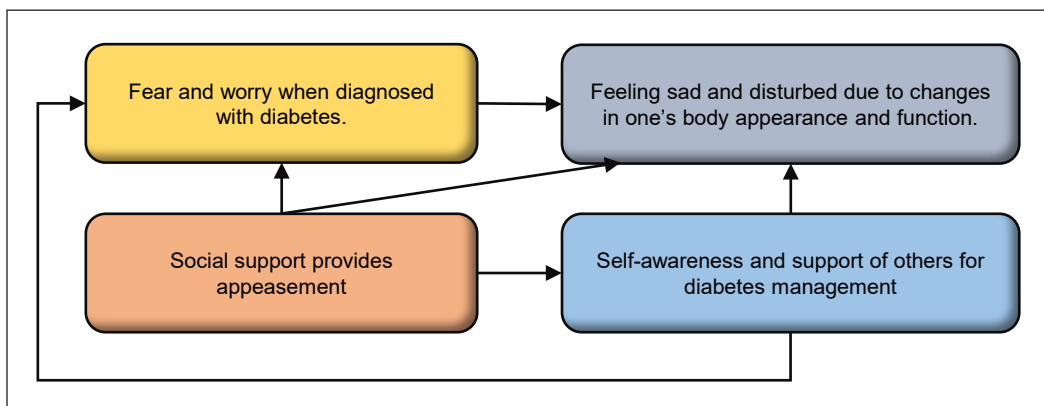 Fear and worry when diagnosed
with diabetes.
Feeling sad and disturbed due to changes
in one's body appearance and function.
Social support provides
appeasement
Self-awareness and support of others for
diabetes management